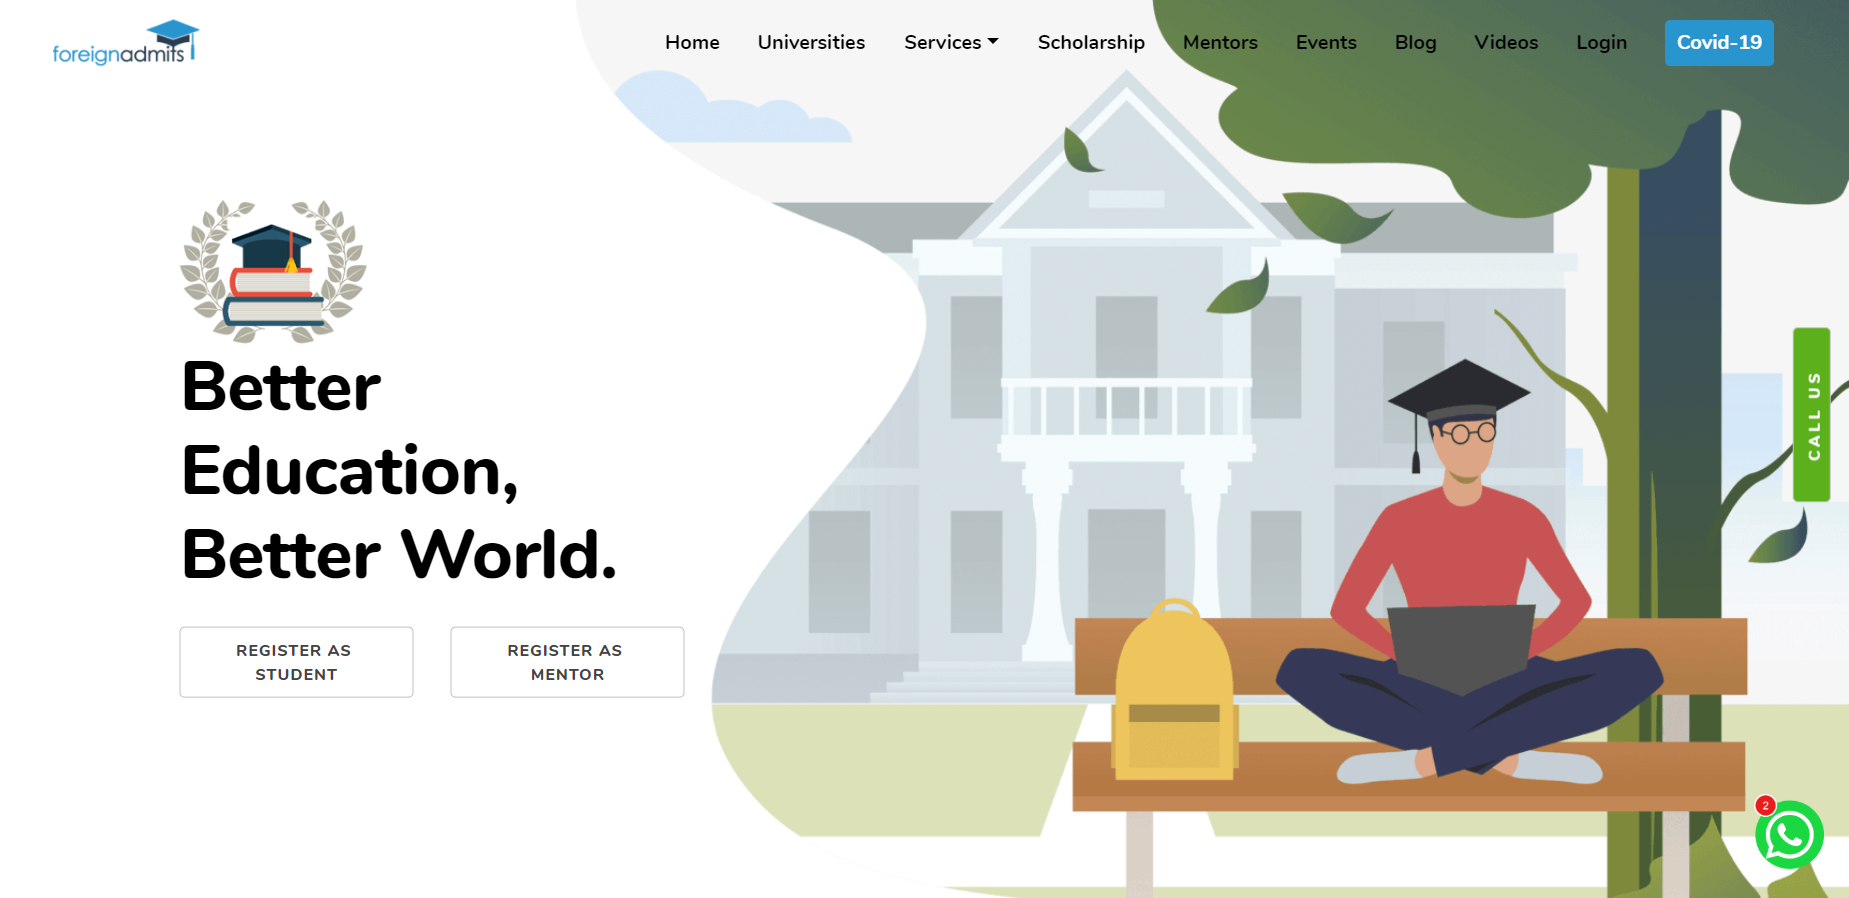 foreignadmits
Home Universities Services Scholarship Mentors Events Blog Videos Login Covid-19
Better
Education,
Better World.
REGISTER AS
STUDENT
REGISTER AS
MENTOR
CALL US
2